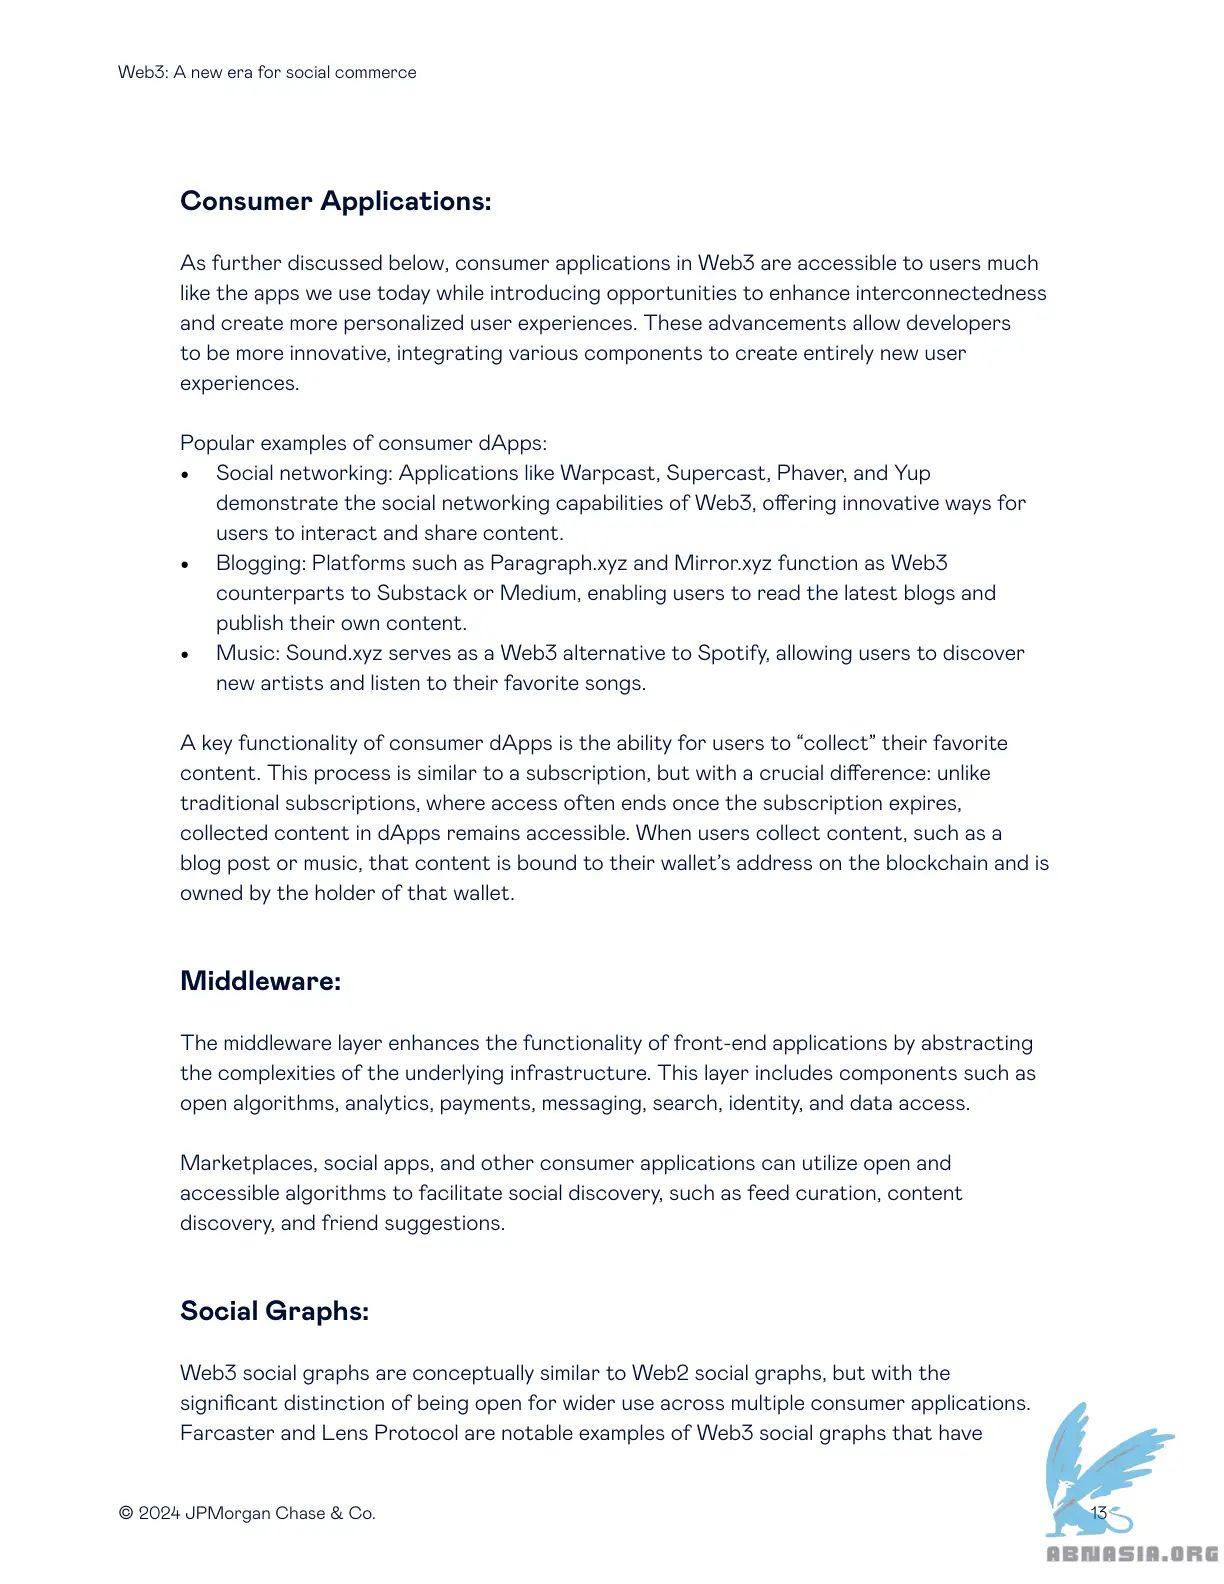 Web3: A new era for social commerce
Consumer Applications:
As further discussed below, consumer applications in Web3 are accessible to users much
like the apps we use today while introducing opportunities to enhance interconnectedness
and create more personalized user experiences. These advancements allow developers
to be more innovative, integrating various components to create entirely new user
experiences.
Popular examples of consumer dApps:
• Social networking: Applications like Warpcast, Supercast, Phaver, and Yup
demonstrate the social networking capabilities of Web3, offering innovative ways for
users to interact and share content.
• Blogging: Platforms such as Paragraph.xyz and Mirror.xyz function as Web3
counterparts to Substack or Medium, enabling users to read the latest blogs and
publish their own content.
• Music: Sound.xyz serves as a Web3 alternative to Spotify, allowing users to discover
new artists and listen to their favorite songs.
A key functionality of consumer dApps is the ability for users to “collect” their favorite
content. This process is similar to a subscription, but with a crucial difference: unlike
traditional subscriptions, where access often ends once the subscription expires,
collected content in dApps remains accessible. When users collect content, such as a
blog post or music, that content is bound to their wallet’s address on the blockchain and is
owned by the holder of that wallet.
Middleware:
The middleware layer enhances the functionality of front-end applications by abstracting
the complexities of the underlying infrastructure. This layer includes components such as
open algorithms, analytics, payments, messaging, search, identity, and data access.
Marketplaces, social apps, and other consumer applications can utilize open and
accessible algorithms to facilitate social discovery, such as feed curation, content
discovery, and friend suggestions.
Social Graphs:
Web3 social graphs are conceptually similar to Web2 social graphs, but with the
significant distinction of being open for wider use across multiple consumer applications.
Farcaster and Lens Protocol are notable examples of Web3 social graphs that have
© 2024 JPMorgan Chase & Co.
13
ABNASIA.ORG